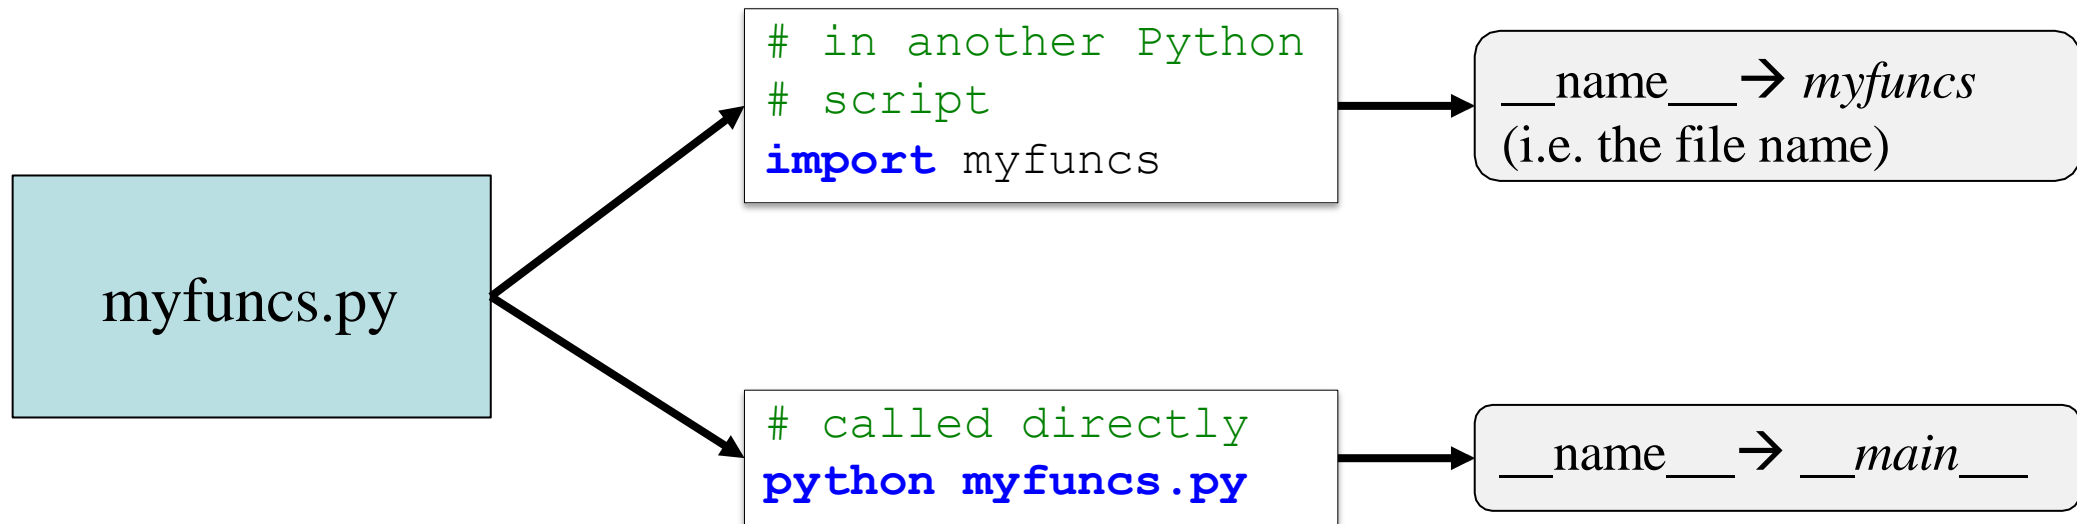 myfuncs.py
# in another Python
# script
import myfuncs
__name__→ myfuncs
(i.e. the file name)
# called directly
python myfuncs.py
__name__→ __main__